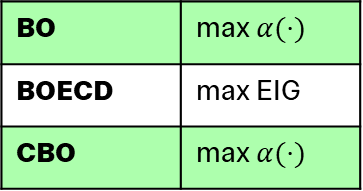 BO max 𝛼(·)
BOECD max EIG
CBO max 𝛼(·)